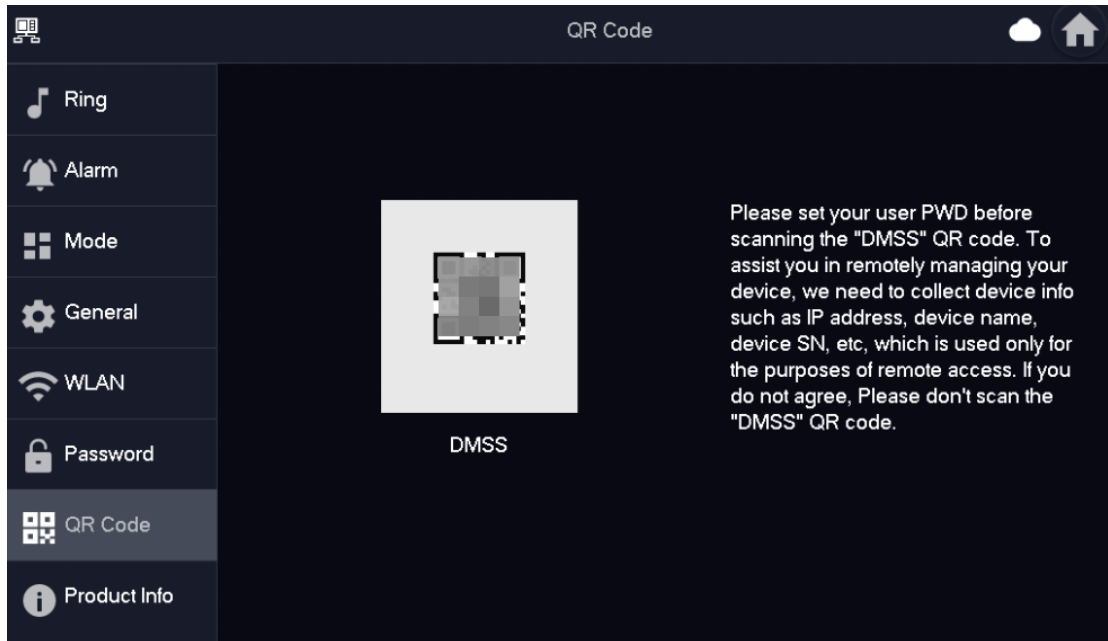 QR Code
Ring
Alarm
Mode
General
WLAN
Password
QR Code
Product Info
DMSS
Please set your user PWD before
scanning the "DMSS" QR code. To
assist you in remotely managing your
device, we need to collect device info
such as IP address, device name,
device SN, etc, which is used only for
the purposes of remote access. If you
do not agree, Please don't scan the
"DMSS" QR code.